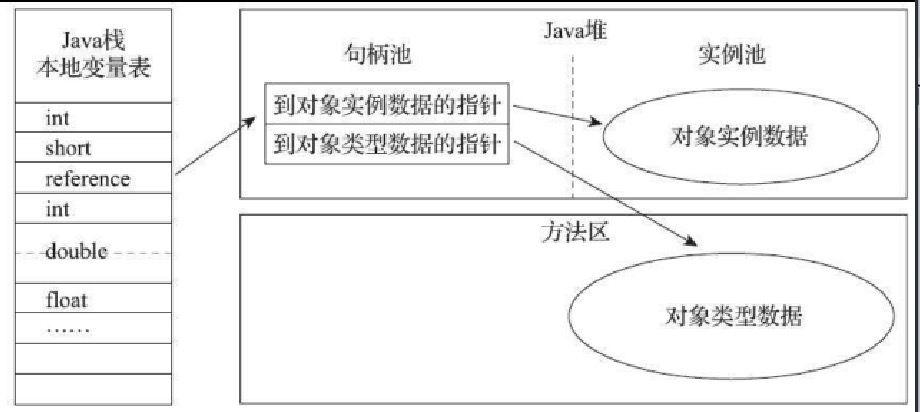 Java栈
本地变量表
int
short
reference
int
double
float
……
Java堆
句柄池
实例池
到对象实例数据的指针
到对象类型数据的指针
对象实例数据
方法区
对象类型数据